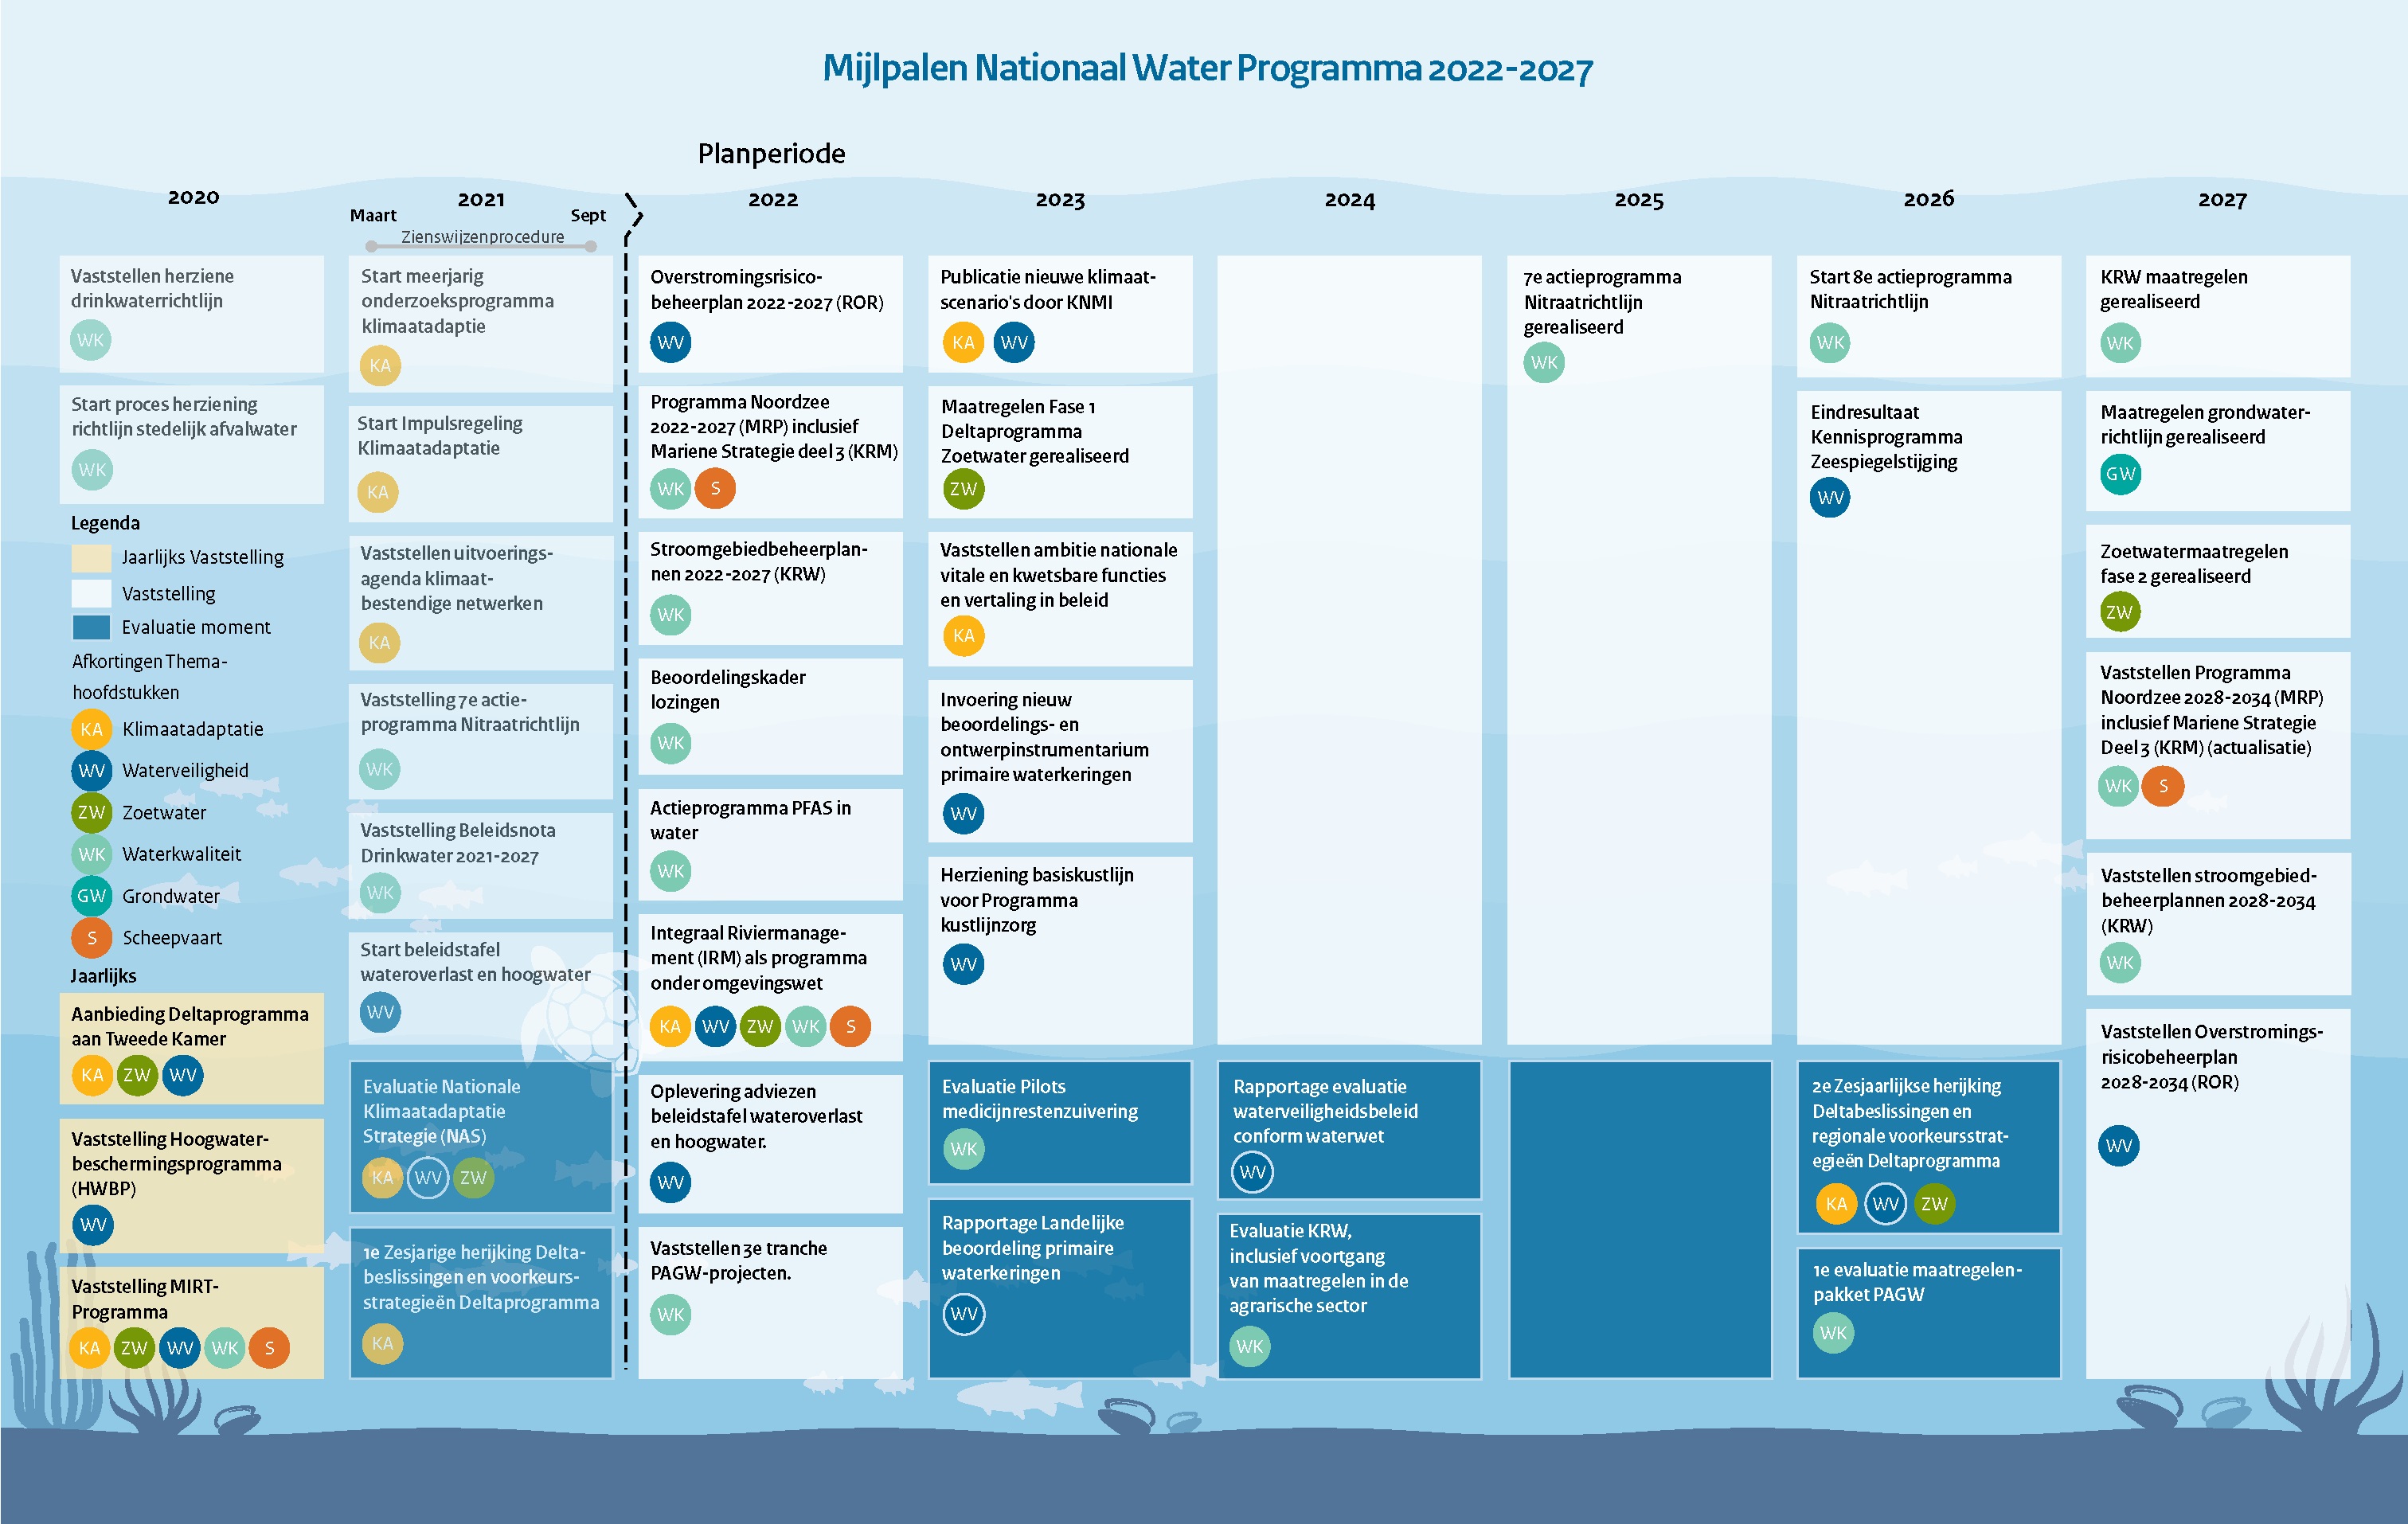 Mijlpalen Nationaal Water Programma 2022-2027
Planperiode
2020
Vaststellen herziene
drinkwaterrichtlijn
WK
Start proces herziening
richtlijn stedelijk afvalwater
WK
Legenda
Jaarlijks Vaststelling
Vaststelling
Evaluatie moment
Afkortingen Thema-
hoofdstukken
KA Klimaatadaptatie
WV Waterveiligheid
ZW Zoetwater
WK Waterkwaliteit
GW Grondwater
S Scheepvaart
Jaarlijks
Aanbieding Deltaprogramma
aan Tweede Kamer
KA ZW WV
Vaststelling Hoogwater-
beschermingsprogramma
(HWBP)
WV
Vaststelling MIRT-
Programma
KA ZW WV WK S
2021
Maart Sept
Zienswijzenprocedure
Start meerjarig
onderzoeksprogramma
klimaatadaptie
KA
Start Impulsregeling
Klimaatadaptatie
KA
Vaststellen uitvoerings-
agenda klimaat-
bestendige netwerken
KA
Vaststelling 7e actie-
programma Nitraatrichtlijn
WK
Vaststelling Beleidsnota
Drinkwater 2021-2027
WK
Start beleidstafel
wateroverlast en hoogwater
WV
Evaluatie Nationale
Klimaatadaptatie
Strategie (NAS)
KA WV ZW
1e Zesjarige herijking Delta-
beslissingen en voorkeurs-
strategieën Deltaprogramma
KA
2022
Overstromingsrisico-
beheerplan 2022-2027 (ROR)
WV
Programma Noordzee
2022-2027 (MRP) inclusief
Mariene Strategie deel 3 (KRM)
WK S
Stroomgebiedbeheerplan-
nen 2022-2027 (KRW)
WK
Beoordelingskader
lozingen
WK
Actieprogramma PFAS in
water
WK
Integraal Riviermanage-
ment (IRM) als programma
onder omgevingswet
KA WV ZW WK S
Oplevering adviezen
beleidstafel wateroverlast
en hoogwater.
WV
Vaststellen 3e tranche
PAGW-projecten.
WK
2023
Publicatie nieuwe klimaat-
scenario's door KNMI
KA WV
Maatregelen Fase 1
Deltaprogramma
Zoetwater gerealiseerd
ZW
Vaststellen ambitie nationale
vitale en kwetsbare functies
en vertaling in beleid
KA
Invoering nieuw
beoordelings- en
ontwerpinstrumentarium
primaire waterkeringen
WV
Herziening basiskustlijn
voor Programma
kustlijnzorg
WV
Evaluatie Pilots
medicijnrestenzuivering
WK
Rapportage Landelijke
beoordeling primaire
waterkeringen
WV
2024
Rapportage evaluatie
waterveiligheidsbeleid
conform waterwet
WV
Evaluatie KRW,
inclusief voortgang
van maatregelen in de
agrarische sector
WK
2025
7e actieprogramma
Nitraatrichtlijn
gerealiseerd
WK
2026
Start 8e actieprogramma
Nitraatrichtlijn
WK
Eindresultaat
Kennisprogramma
Zeespiegelstijging
WV
2e Zesjaarlijkse herijking
Deltabeslissingen en
regionale voorkeursstrat-
egieën Deltaprogramma
KA WV ZW
1e evaluatie maatregelen-
pakket PAGW
WK
2027
KRW maatregelen
gerealiseerd
WK
Maatregelen grondwater-
richtlijn gerealiseerd
GW
Zoetwatermaatregelen
fase 2 gerealiseerd
ZW
Vaststellen Programma
Noordzee 2028-2034 (MRP)
inclusief Mariene Strategie
Deel 3 (KRM) (actualisatie)
WK S
Vaststellen stroomgebied-
beheerplannen 2028-2034
(KRW)
WK
Vaststellen Overstromings-
risicobeheerplan
2028-2034 (ROR)
WV